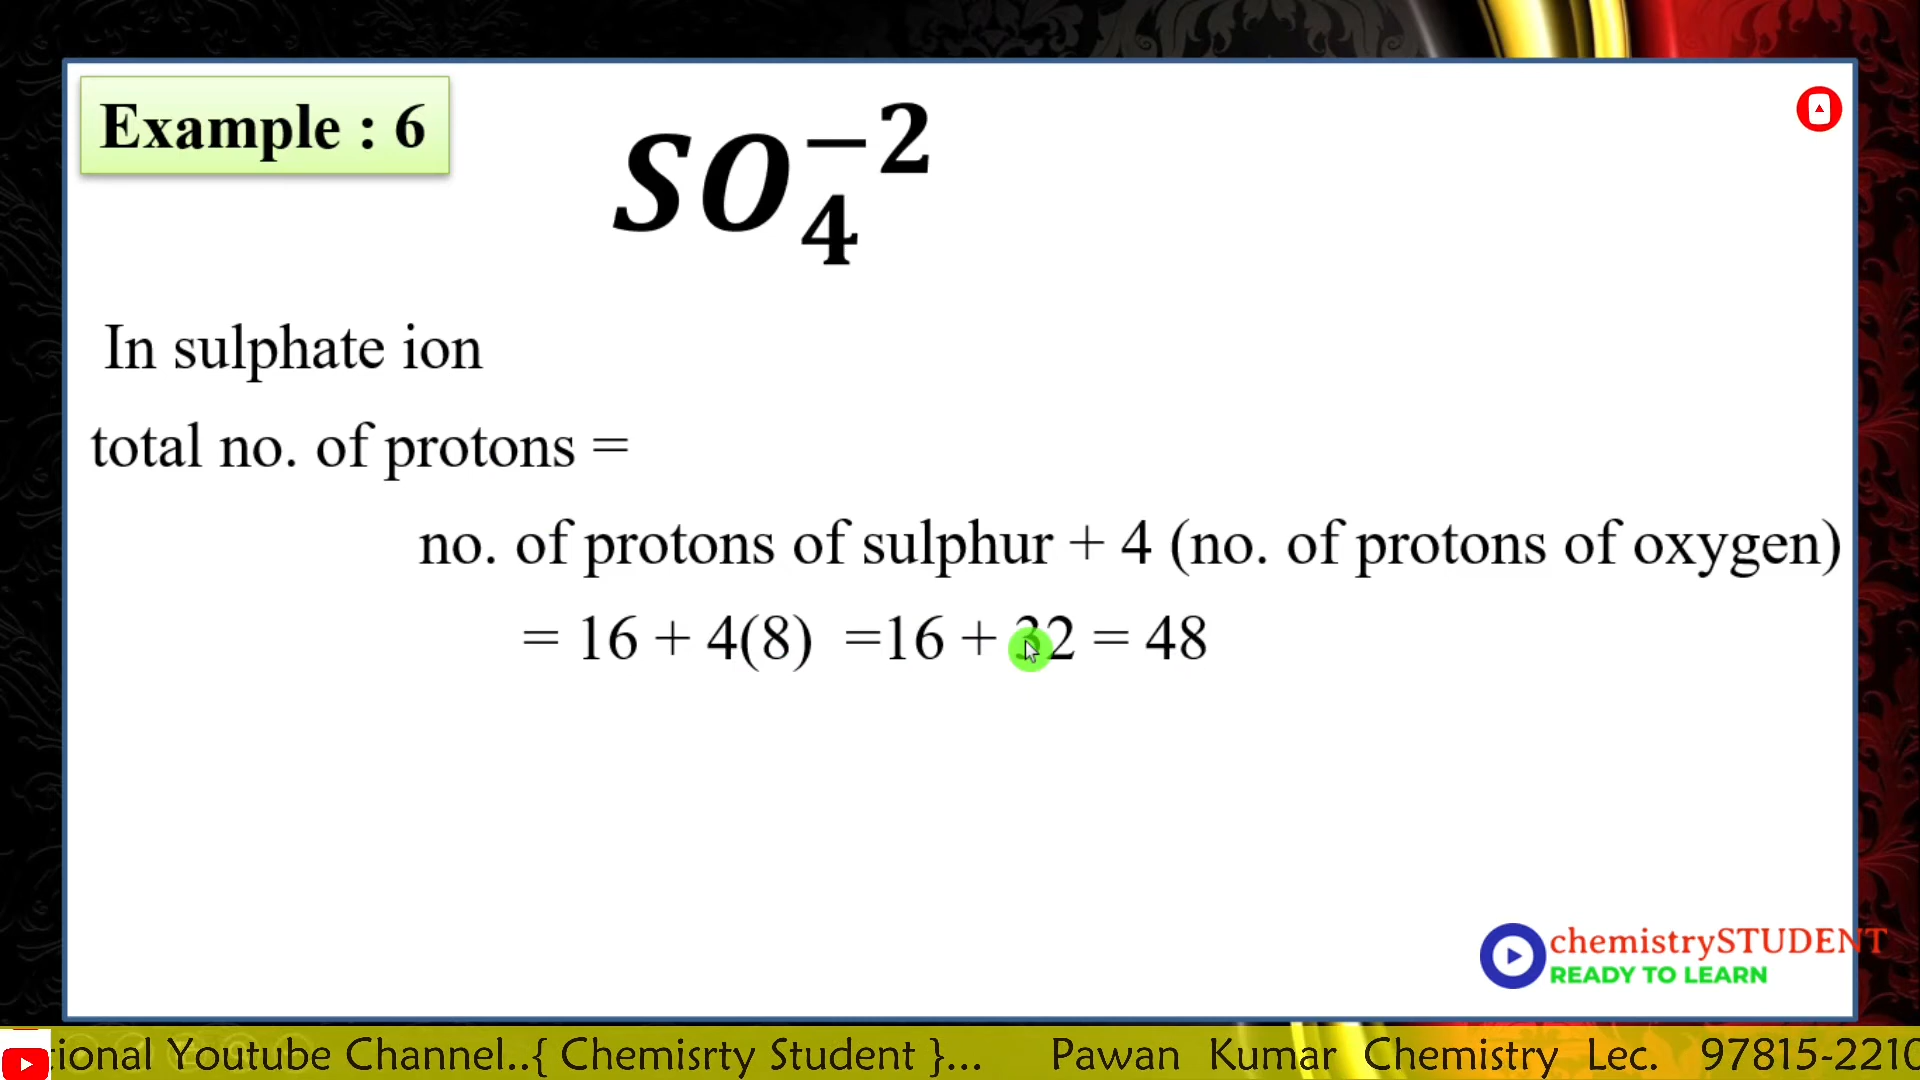 Example : 6
SO₄⁻²
In sulphate ion
total no. of protons =
no. of protons of sulphur + 4 (no. of protons of oxygen)
= 16 + 4(8) =16 + 32 = 48
chemistrySTUDENT
READY TO LEARN
tional Youtube Channel..{ Chemisrty Student }... Pawan Kumar Chemistry Lec. 97815-2210